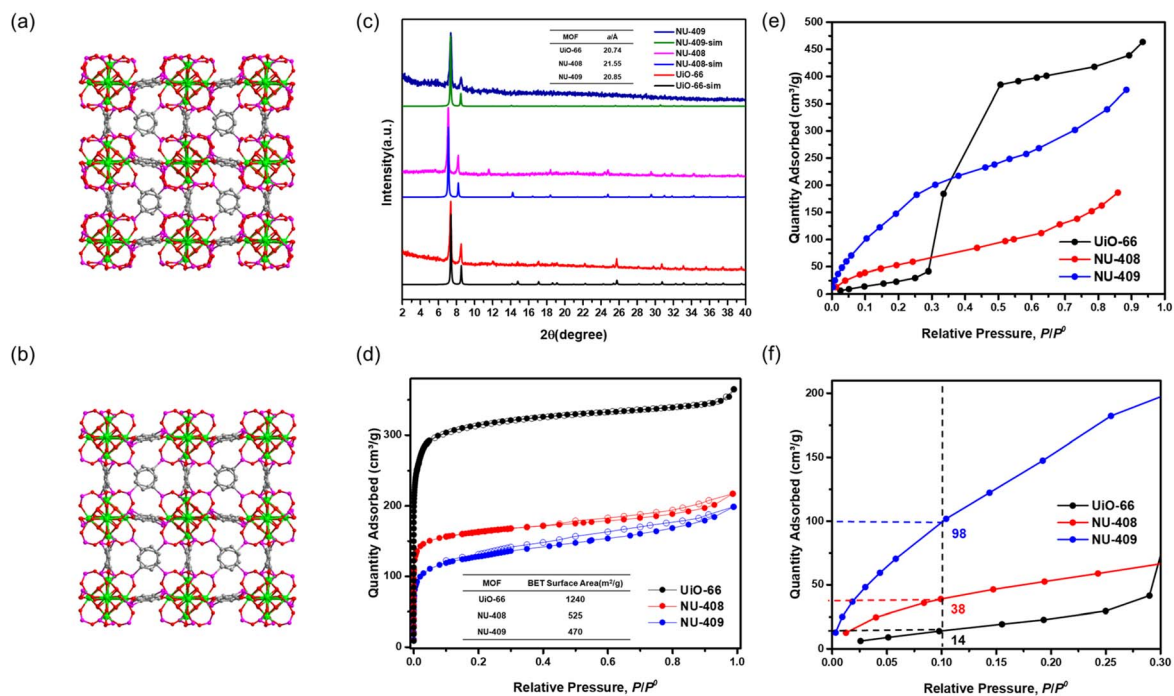 (a)
(b)
(c)
Intensity(a.u.)
MOF a/Å
UiO-66 20.74
NU-408 21.55
NU-409 20.85
NU-409
NU-409-sim
NU-408
NU-408-sim
UiO-66
UiO-66-sim
2 6 8 10 12 14 16 18 20 22 24 26 28 30 32 34 36 38 40
2θ(degree)
(d)
Quantity Adsorbed (cm³/g)
300
200
100
0
MOF BET Surface Area(m²/g)
UiO-66 1240
NU-408 525
NU-409 470
UiO-66
NU-408
NU-409
0.0 0.2 0.4 0.6 0.8 1.0
Relative Pressure, P/P⁰
(e)
Quantity Adsorbed (cm³/g)
500
450
400
350
300
250
200
150
100
50
0
UiO-66
NU-408
NU-409
0.0 0.1 0.2 0.3 0.4 0.5 0.6 0.7 0.8 0.9 1.0
Relative Pressure, P/P⁰
(f)
Quantity Adsorbed (cm³/g)
200
150
100
50
0
98
38
14
UiO-66
NU-408
NU-409
0.00 0.05 0.10 0.15 0.20 0.25 0.30
Relative Pressure, P/P⁰